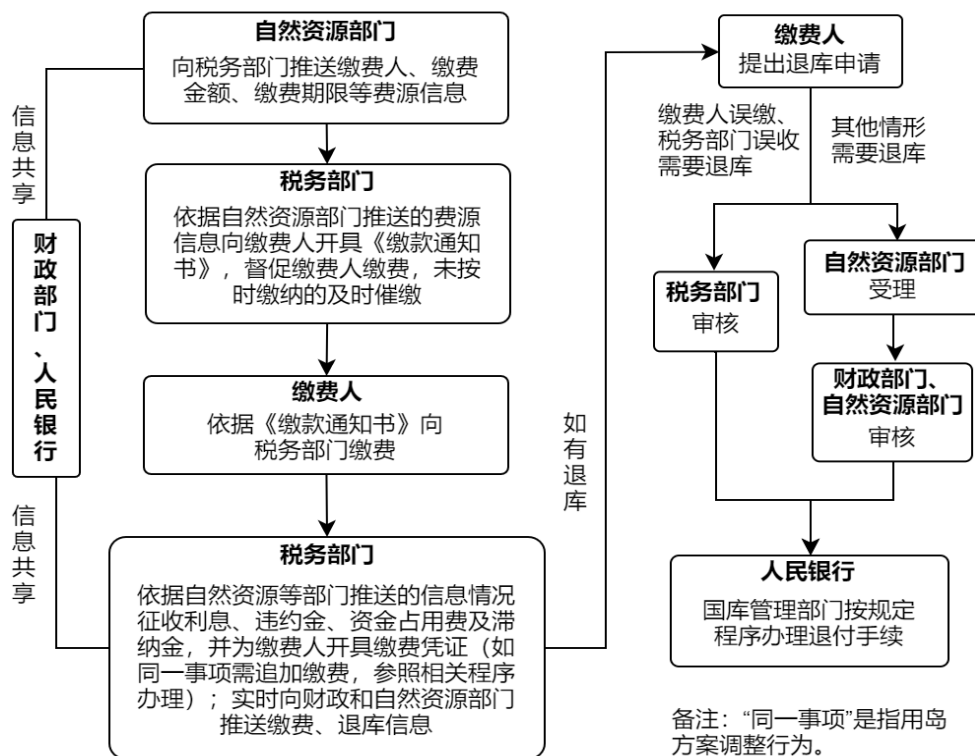 自然资源部门
向税务部门推送缴费人、缴费
金额、缴费期限等费源信息
信息共享
税务部门
依据自然资源部门推送的费源
信息向缴费人开具《缴款通知
书》，督促缴费人缴费，未按
时缴纳的及时催缴
财政部门、人民银行
缴费人
依据《缴款通知书》向
税务部门缴费
信息共享
税务部门
依据自然资源等部门推送的信息情况
征收利息、违约金、资金占用费及滞
纳金，并为缴费人开具缴费凭证（如
同一事项需追加缴费，参照相关程序
办理）；实时向财政和自然资源部门
推送缴费、退库信息
如有退库
缴费人
提出退库申请
缴费人误缴、
税务部门误收
需要退库
其他情形
需要退库
税务部门
审核
自然资源部门
受理
财政部门、
自然资源部门
审核
人民银行
国库管理部门按规定
程序办理退付手续
备注：“同一事项”是指用岛
方案调整行为。